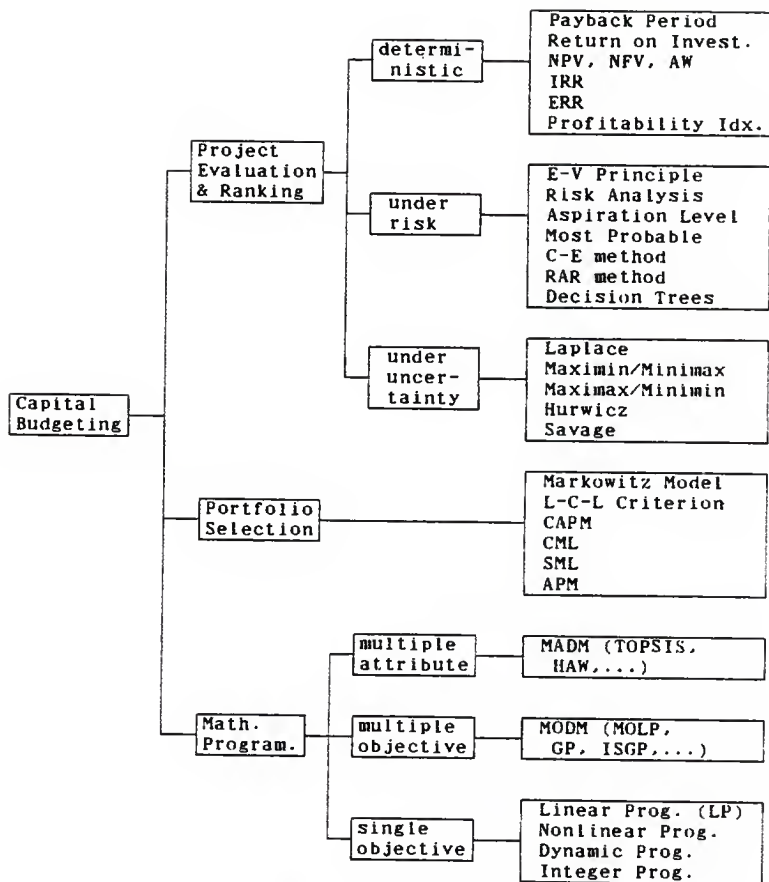 determi-
nistic
Payback Period
Return on Invest.
NPV, NFV, AW
IRR
ERR
Profitability Idx.
Project
Evaluation
& Ranking
under
risk
E-V Principle
Risk Analysis
Aspiration Level
Most Probable
C-E method
RAR method
Decision Trees
under
uncer-
tainty
Laplace
Maximin/Minimax
Maximax/Minimin
Hurwicz
Savage
Capital
Budgeting
Portfolio
Selection
Markowitz Model
L-C-L Criterion
CAPM
CML
SML
APM
multiple
attribute
MADM (TOPSIS,
HAW,....)
Math.
Program.
multiple
objective
MODM (MOLP,
GP, ISGP,....)
single
objective
Linear Prog. (LP)
Nonlinear Prog.
Dynamic Prog.
Integer Prog.